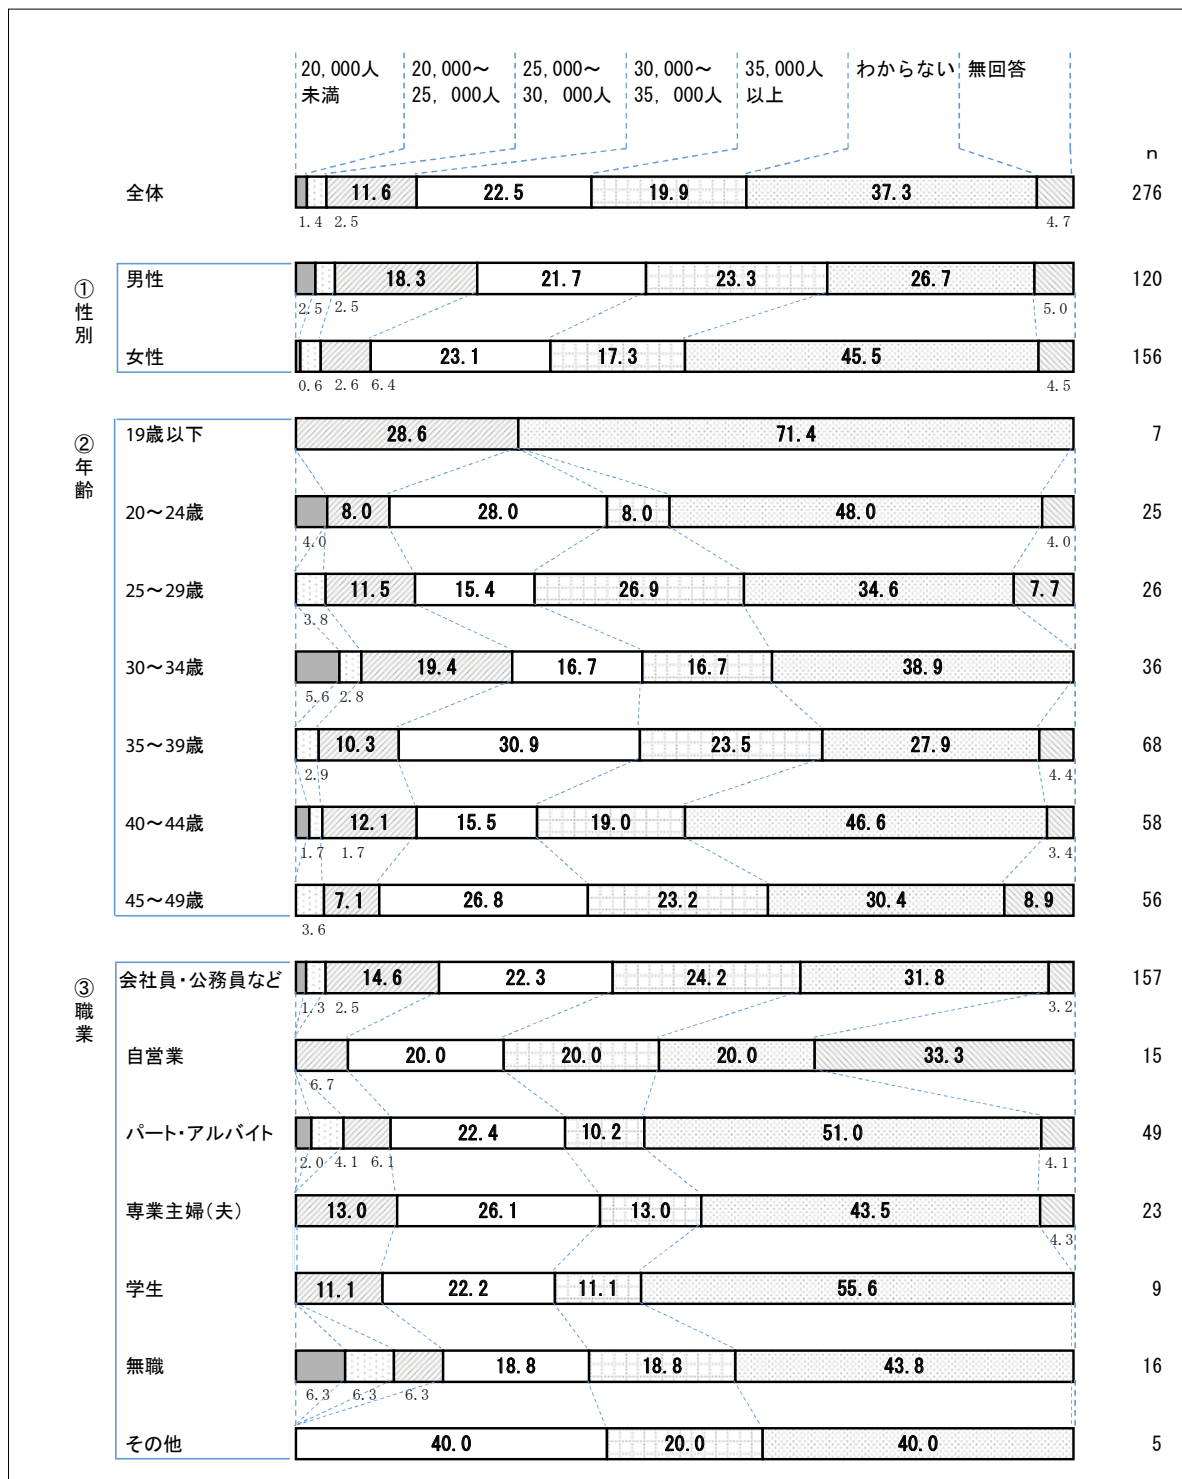 20,000人 20,000～ 25,000～ 30,000～ 35,000人 わからない 無回答
未満 25,000人 30,000人 35,000人 以上
n
全体 11.6 22.5 19.9 37.3 276
1.4 2.5 4.7
①性別
男性 18.3 21.7 23.3 26.7 120
2.5 2.5 5.0
女性 23.1 17.3 45.5 156
0.6 2.6 6.4 4.5
②年齢
19歳以下 28.6 71.4 7
20～24歳 8.0 28.0 8.0 48.0 25
4.0 4.0
25～29歳 11.5 15.4 26.9 34.6 7.7 26
3.8
30～34歳 19.4 16.7 16.7 38.9 36
5.6 2.8
35～39歳 10.3 30.9 23.5 27.9 68
2.9 4.4
40～44歳 12.1 15.5 19.0 46.6 58
1.7 1.7 3.4
45～49歳 7.1 26.8 23.2 30.4 8.9 56
3.6
③職業
会社員・公務員など 14.6 22.3 24.2 31.8 157
1.3 2.5 3.2
自営業 20.0 20.0 20.0 33.3 15
6.7
パート・アルバイト 22.4 10.2 51.0 49
2.0 4.1 6.1 4.1
専業主婦(夫) 13.0 26.1 13.0 43.5 23
4.3
学生 11.1 22.2 11.1 55.6 9
無職 18.8 18.8 43.8 16
6.3 6.3 6.3
その他 40.0 20.0 40.0 5